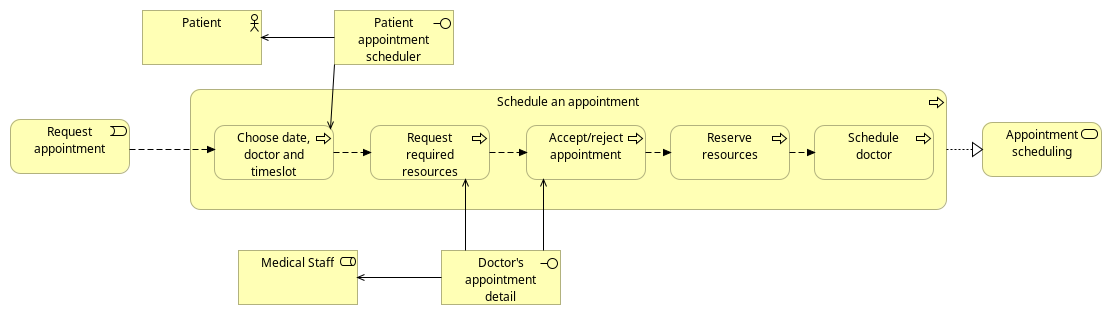 Patient
Patient
appointment
scheduler
Schedule an appointment
Request
appointment
Choose date,
doctor and
timeslot
Request
required
resources
Accept/reject
appointment
Reserve
resources
Schedule
doctor
Appointment
scheduling
Medical Staff
Doctor's
appointment
detail